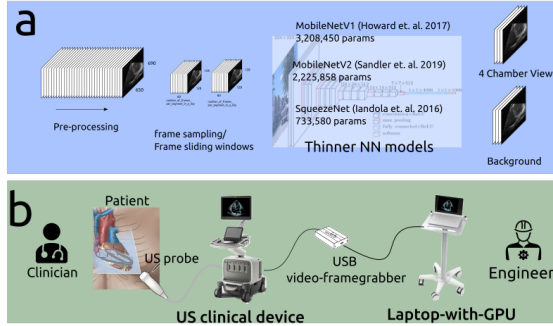 a
690
650
Pre-processing
frame sampling/
Frame sliding windows
MobileNetV1 (Howard et. al. 2017)
3,208,450 params
MobileNetV2 (Sandler et. al. 2019)
2,225,858 params
SqueezeNet (Iandola et. al. 2016)
733,580 params
Thinner NN models
4 Chamber View
Background
b
Clinician
Patient
US probe
US clinical device
USB
video-framegrabber
Laptop-with-GPU
Engineer